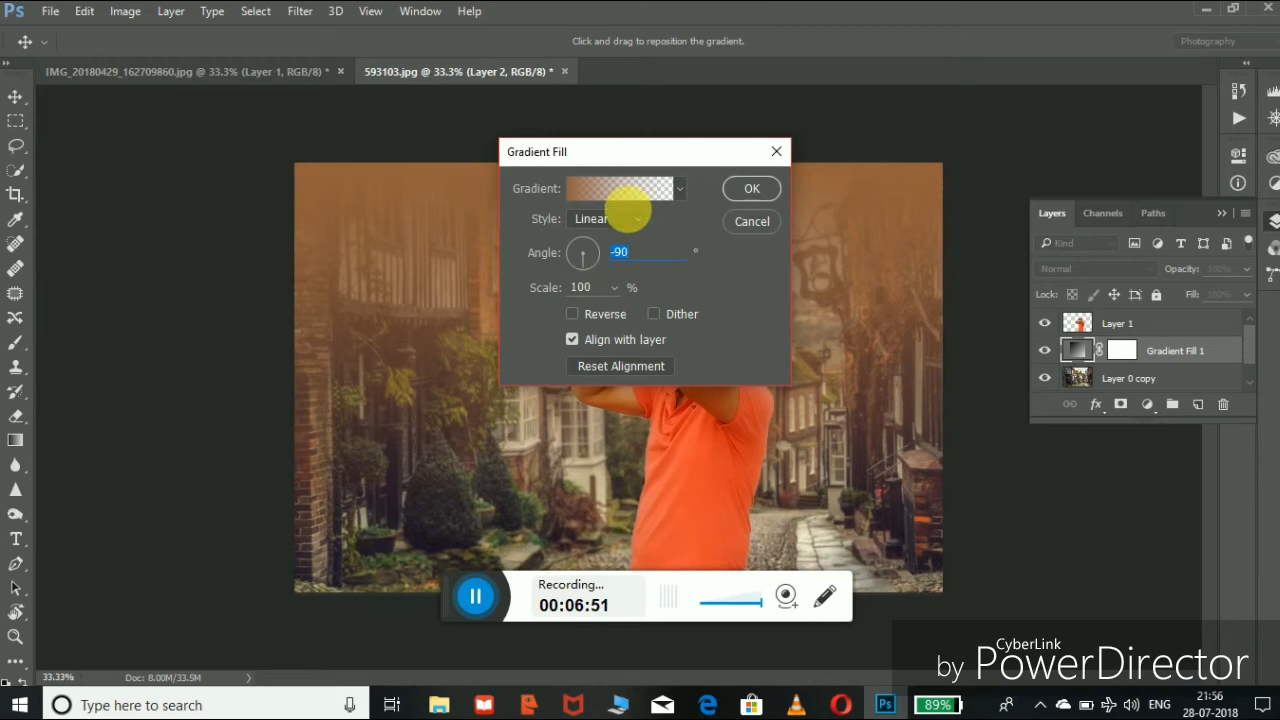 Ps File Edit Image Layer Type Select Filter 3D View Window Help
Click and drag to reposition the gradient.
Photography
IMG_20180429_162709860.jpg @ 33.3% (Layer 1, RGB/8) *
593103.jpg @ 33.3% (Layer 2, RGB/8) *
Gradient Fill
Gradient:
OK
Style: Linear
Cancel
Angle: -90 °
Scale: 100 %
Reverse Dither
Align with layer
Reset Alignment
Layers Channels Paths
Kind
Normal Opacity: 100%
Lock: Fill: 100%
Layer 1
Gradient Fill 1
Layer 0 copy
fx
Recording...
00:06:51
33.33% Doc: 8.00M/33.5M
CyberLink
by PowerDirector
Type here to search
Ps
89%
ENG
21:56
28-07-2018